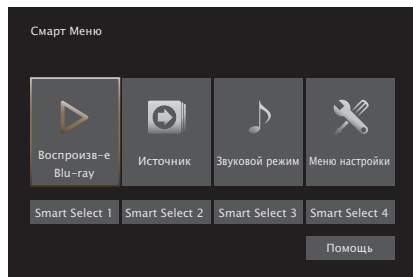 Смарт Меню
Воспроизв-е
Blu-ray
Источник
Звуковой режим
Меню настройки
Smart Select 1
Smart Select 2
Smart Select 3
Smart Select 4
Помощь